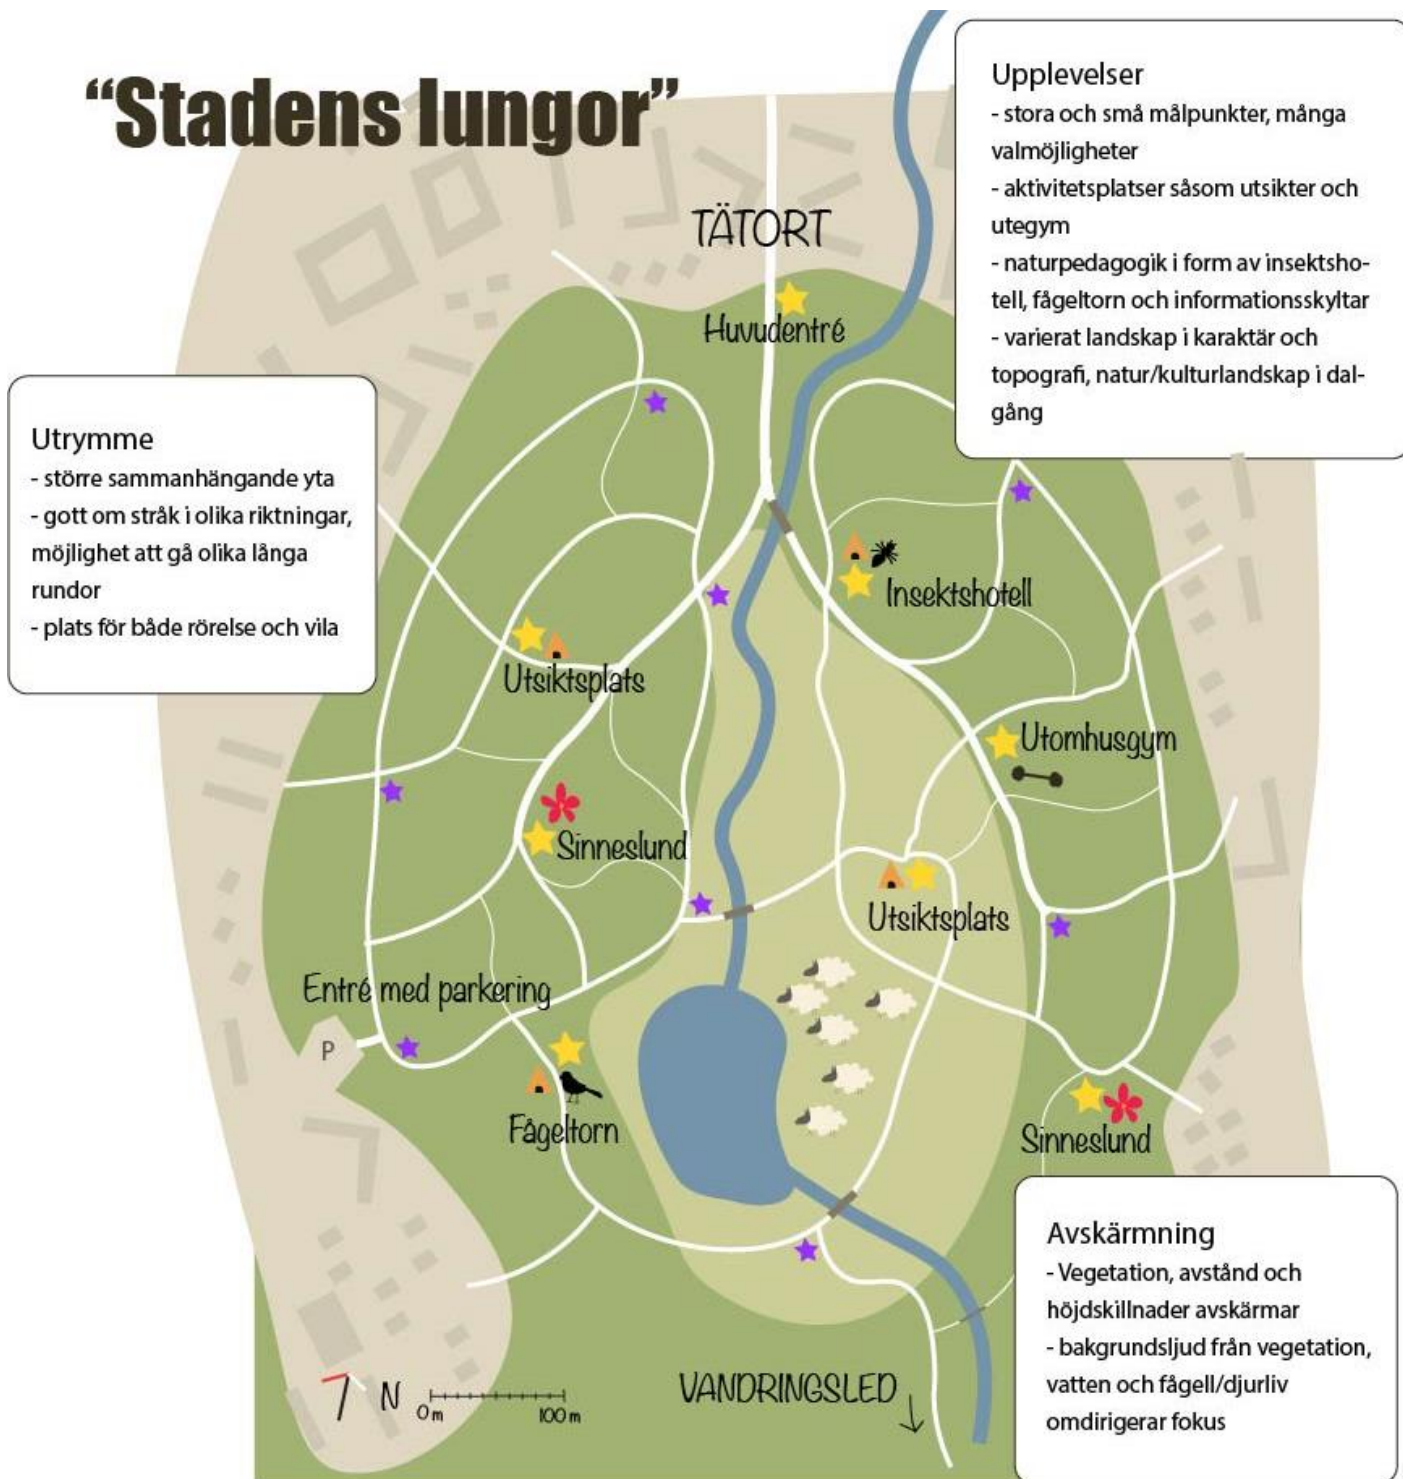 “Stadens lungor”
Upplevelser
- stora och små målpunkter, många
valmöjligheter
- aktivitetsplatser såsom utsikter och
utegym
- naturpedagogik i form av insektsho-
tell, fågeltorn och informationsskyltar
- varierat landskap i karaktär och
topografi, natur/kulturlandskap i dal-
gång
TÄTORT
Huvudentré
Utrymme
- större sammanhängande yta
- gott om stråk i olika riktningar,
möjlighet att gå olika långa
rundor
- plats för både rörelse och vila
Insektshotell
Utsiktsplats
Utomhusgym
Sinneslund
Utsiktsplats
Entré med parkering
P
Fågeltorn
Sinneslund
Avskärmning
- Vegetation, avstånd och
höjdskillnader avskärmar
- bakgrundsljud från vegetation,
vatten och fågell/djurliv
omdirigerar fokus
VANDRINGSLED
N
0 m 100 m